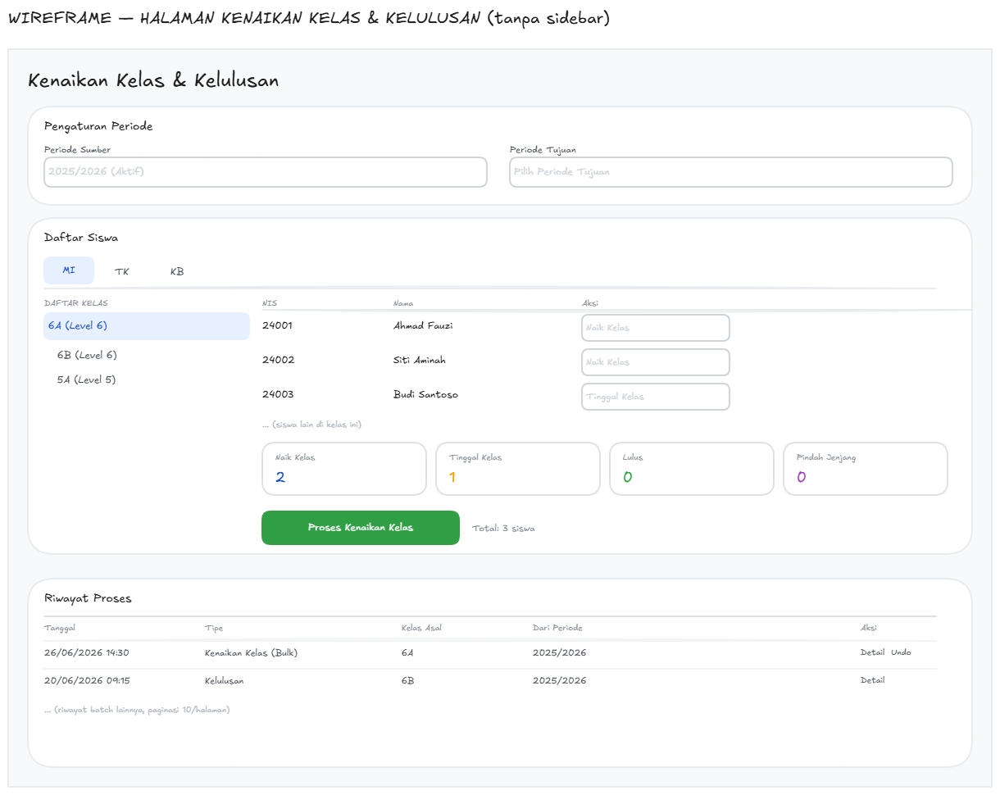 WIREFRAME — HALAMAN KENAIKAN KELAS & KELULUSAN (tanpa sidebar)
Kenaikan Kelas & Kelulusan
Pengaturan Periode
Periode Sumber Periode Tujuan
2025/2026 (Aktif) Pilih Periode Tujuan
Daftar Siswa
MI TK KB
DAFTAR KELAS NIS Nama Aksi
6A (Level 6) 24001 Ahmad Fauzi Naik Kelas
6B (Level 6) 24002 Siti Aminah Naik Kelas
5A (Level 5) 24003 Budi Santoso Tinggal Kelas
... (siswa lain di kelas ini)
Naik Kelas Tinggal Kelas Lulus Pindah Jenjang
2 1 0 0
Proses Kenaikan Kelas Total: 3 siswa
Riwayat Proses
Tanggal Tipe Kelas Asal Dari Periode Aksi
26/06/2026 14:30 Kenaikan Kelas (Bulk) 6A 2025/2026 Detail Undo
20/06/2026 09:15 Kelulusan 6B 2025/2026 Detail
... (riwayat batch lainnya, paginasi 10/halaman)